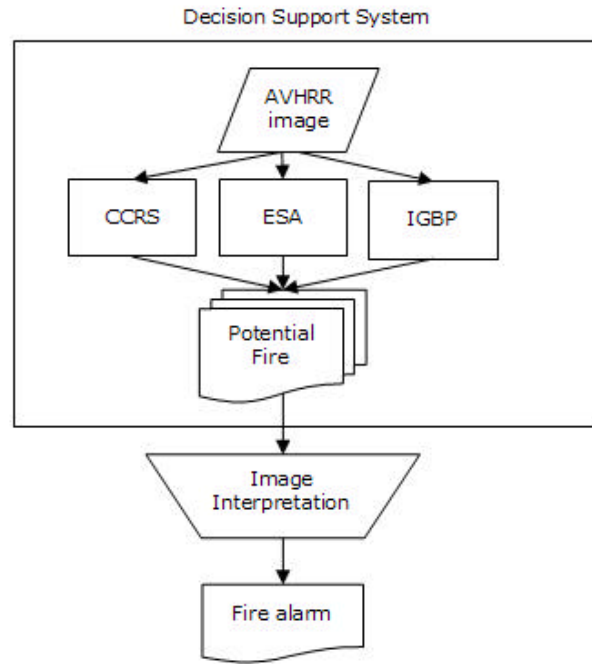 Decision Support System
AVHRR
image
CCRS
ESA
IGBP
Potential
Fire
Image
Interpretation
Fire alarm